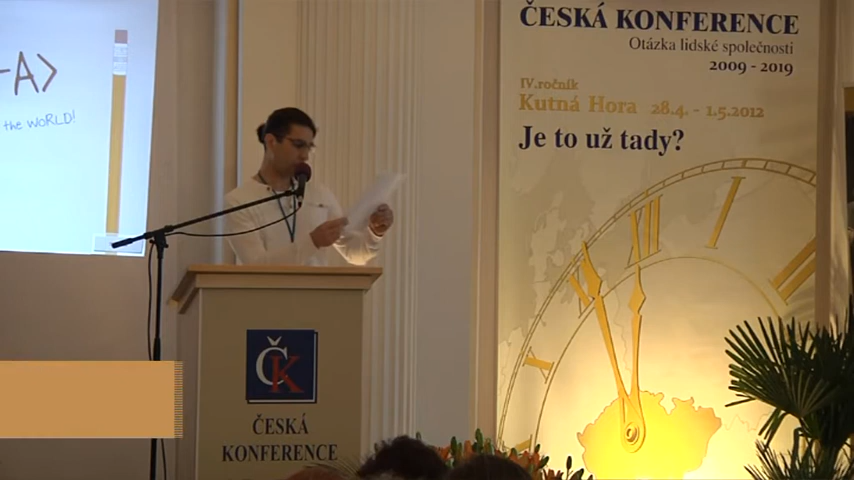 -A>
the WORLD!
ČESKÁ KONFERENCE
Otázka lidské společnosti
2009 - 2019
IV.ročník
Kutná Hora 28.4. - 1.5.2012
Je to už tady?
XII
ČK
ČESKÁ
KONFERENCE